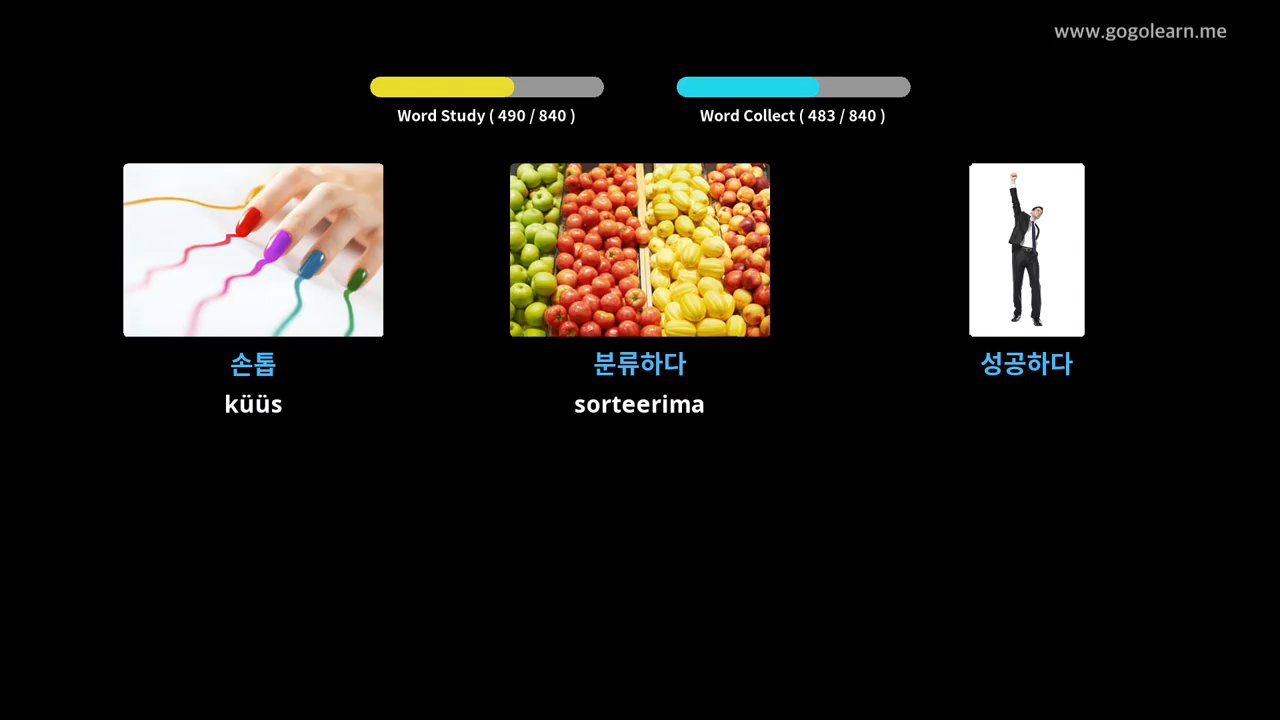 www.gogolearn.me
Word Study ( 490 / 840 )
Word Collect ( 483 / 840 )
손톱
분류하다
성공하다
küüs
sorteerima